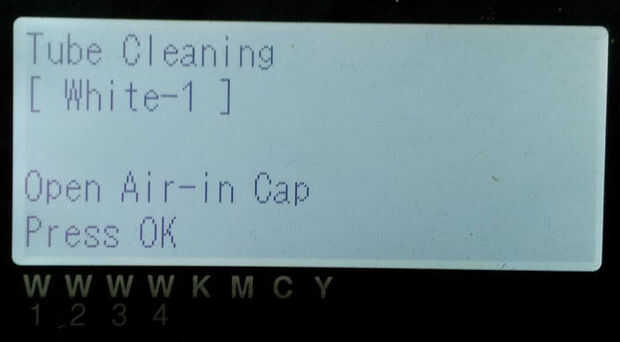 Tube Cleaning
[ White-1 ]
Open Air-in Cap
Press OK
W W W W K M C Y
1 2 3 4